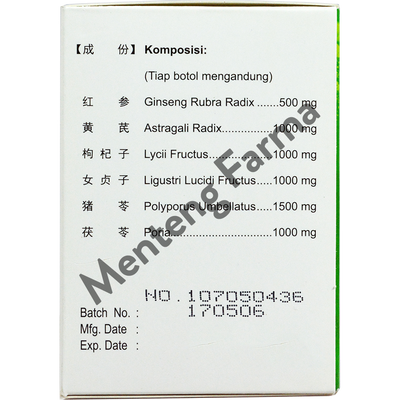 【成 份】 Komposisi:
(Tiap botol mengandung)
红 参 Ginseng Rubra Radix .......500 mg
黄 芪 Astragali Radix................1000 mg
枸 杞 子 Lycii Fructus...................1000 mg
女 贞 子 Ligustri Lucidi Fructus.....1000 mg
猪 苓 Polyporus Umbellatus.....1500 mg
茯 苓 Poria..............................1000 mg
Menteng Farma
NO. 107050436
Batch No. : 170506
Mfg. Date :
Exp. Date :